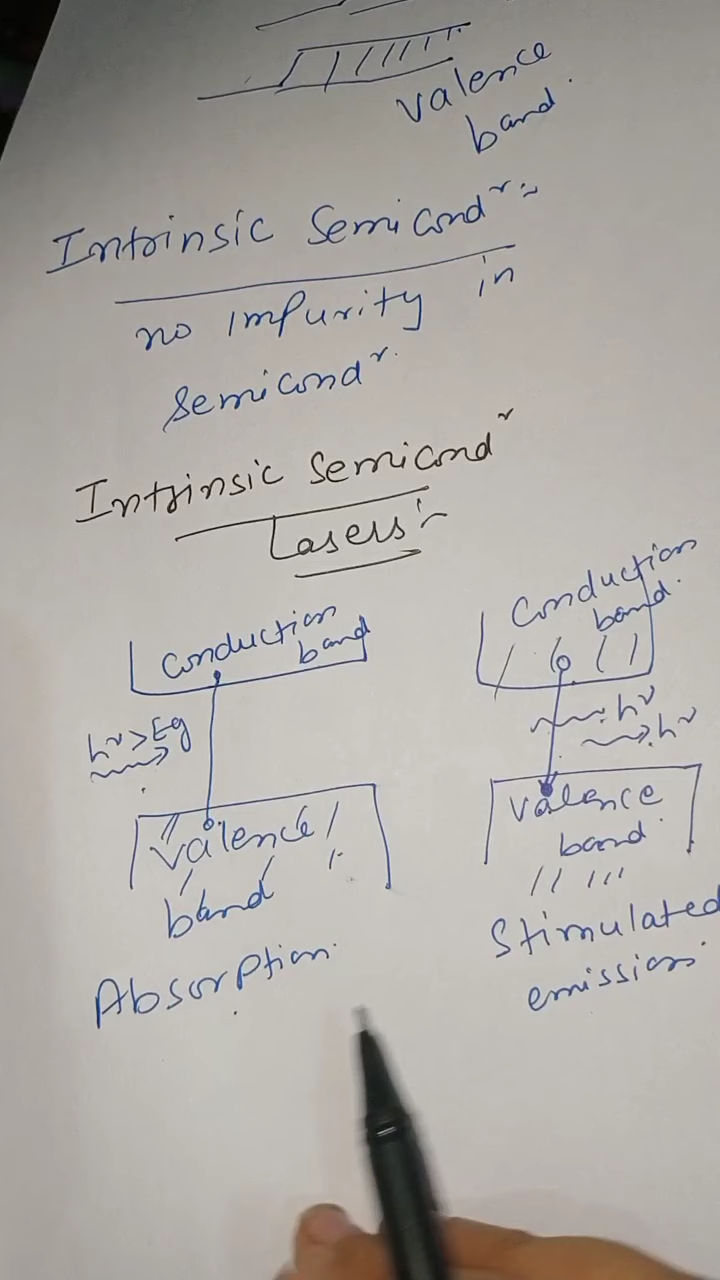 Valence
band.
Intrinsic Semicondr:-
no impurity in
Semicondr.
Intrinsic Semicondr
Lasers:-
Conduction
band
hν>Eg
Valence
band
Absorption.
Conduction
band.
hν
hν
Valence
band.
Stimulated
emission.